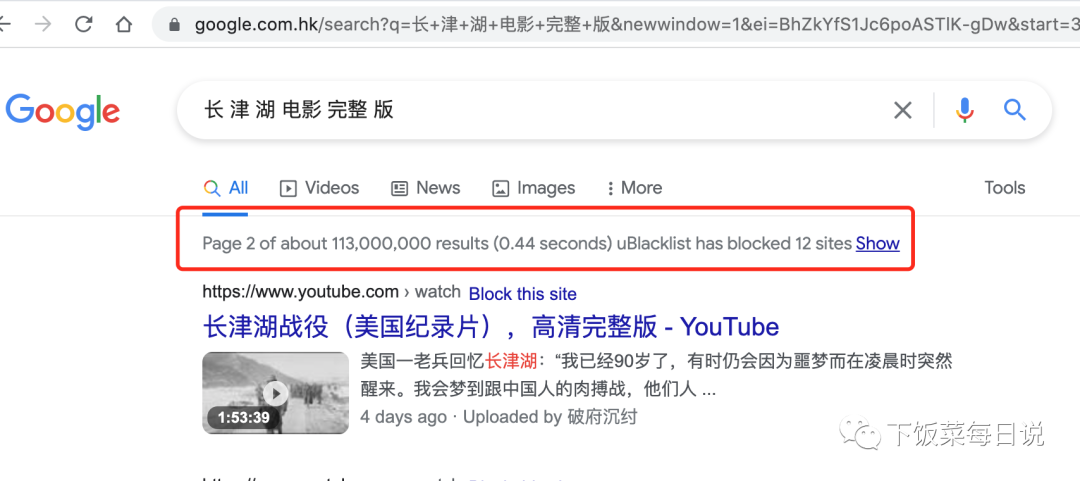 google.com.hk/search?q=长+津+湖+电影+完整+版&newwindow=1&ei=BhZkYfS1Jc6poASTlK-gDw&start=3
Google
长 津 湖 电影 完整 版
All Videos News Images More Tools
Page 2 of about 113,000,000 results (0.44 seconds) uBlacklist has blocked 12 sites Show
https://www.youtube.com › watch Block this site
长津湖战役（美国纪录片），高清完整版 - YouTube
美国一老兵回忆长津湖：“我已经90岁了，有时仍会因为噩梦而在凌晨时突然
醒来。我会梦到跟中国人的肉搏战，他们人 ...
1:53:39
4 days ago · Uploaded by 破府沉纣
下饭菜每日说